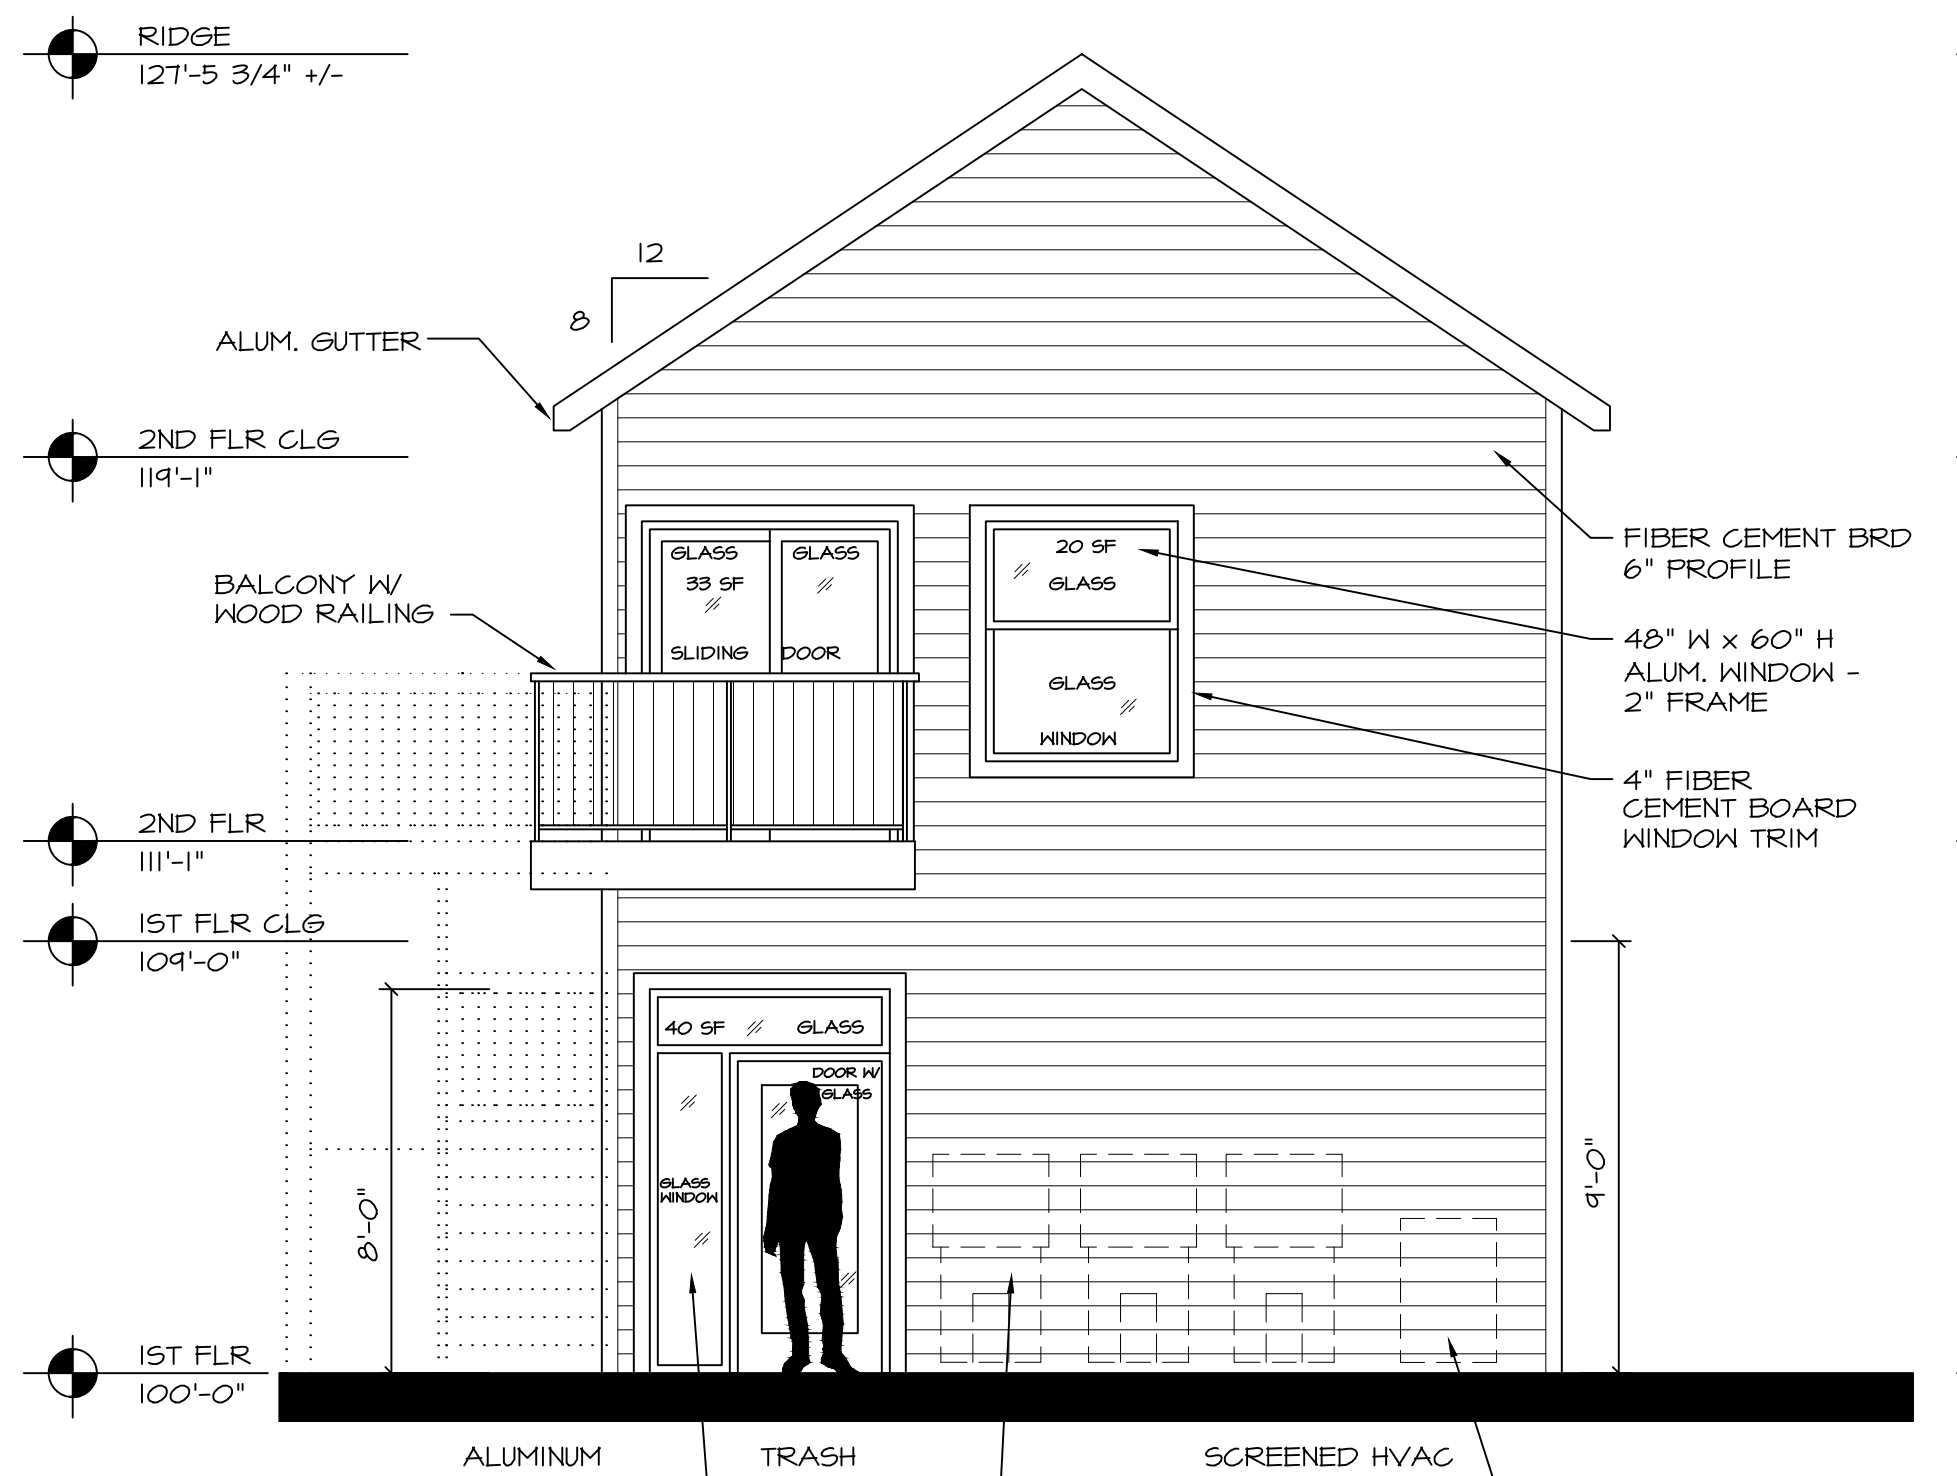 RIDGE
127'-5 3/4" +/-
12
8
ALUM. GUTTER
2ND FLR CLG
119'-1"
FIBER CEMENT BRD
6" PROFILE
GLASS
GLASS
33 SF
SLIDING
DOOR
20 SF
GLASS
GLASS
WINDOW
BALCONY W/
WOOD RAILING
48" W x 60" H
ALUM. WINDOW -
2" FRAME
4" FIBER
CEMENT BOARD
WINDOW TRIM
2ND FLR
111'-1"
1ST FLR CLG
109'-0"
40 SF
GLASS
DOOR W/
GLASS
GLASS
WINDOW
8'-0"
9'-0"
1ST FLR
100'-0"
ALUMINUM
TRASH
SCREENED HVAC